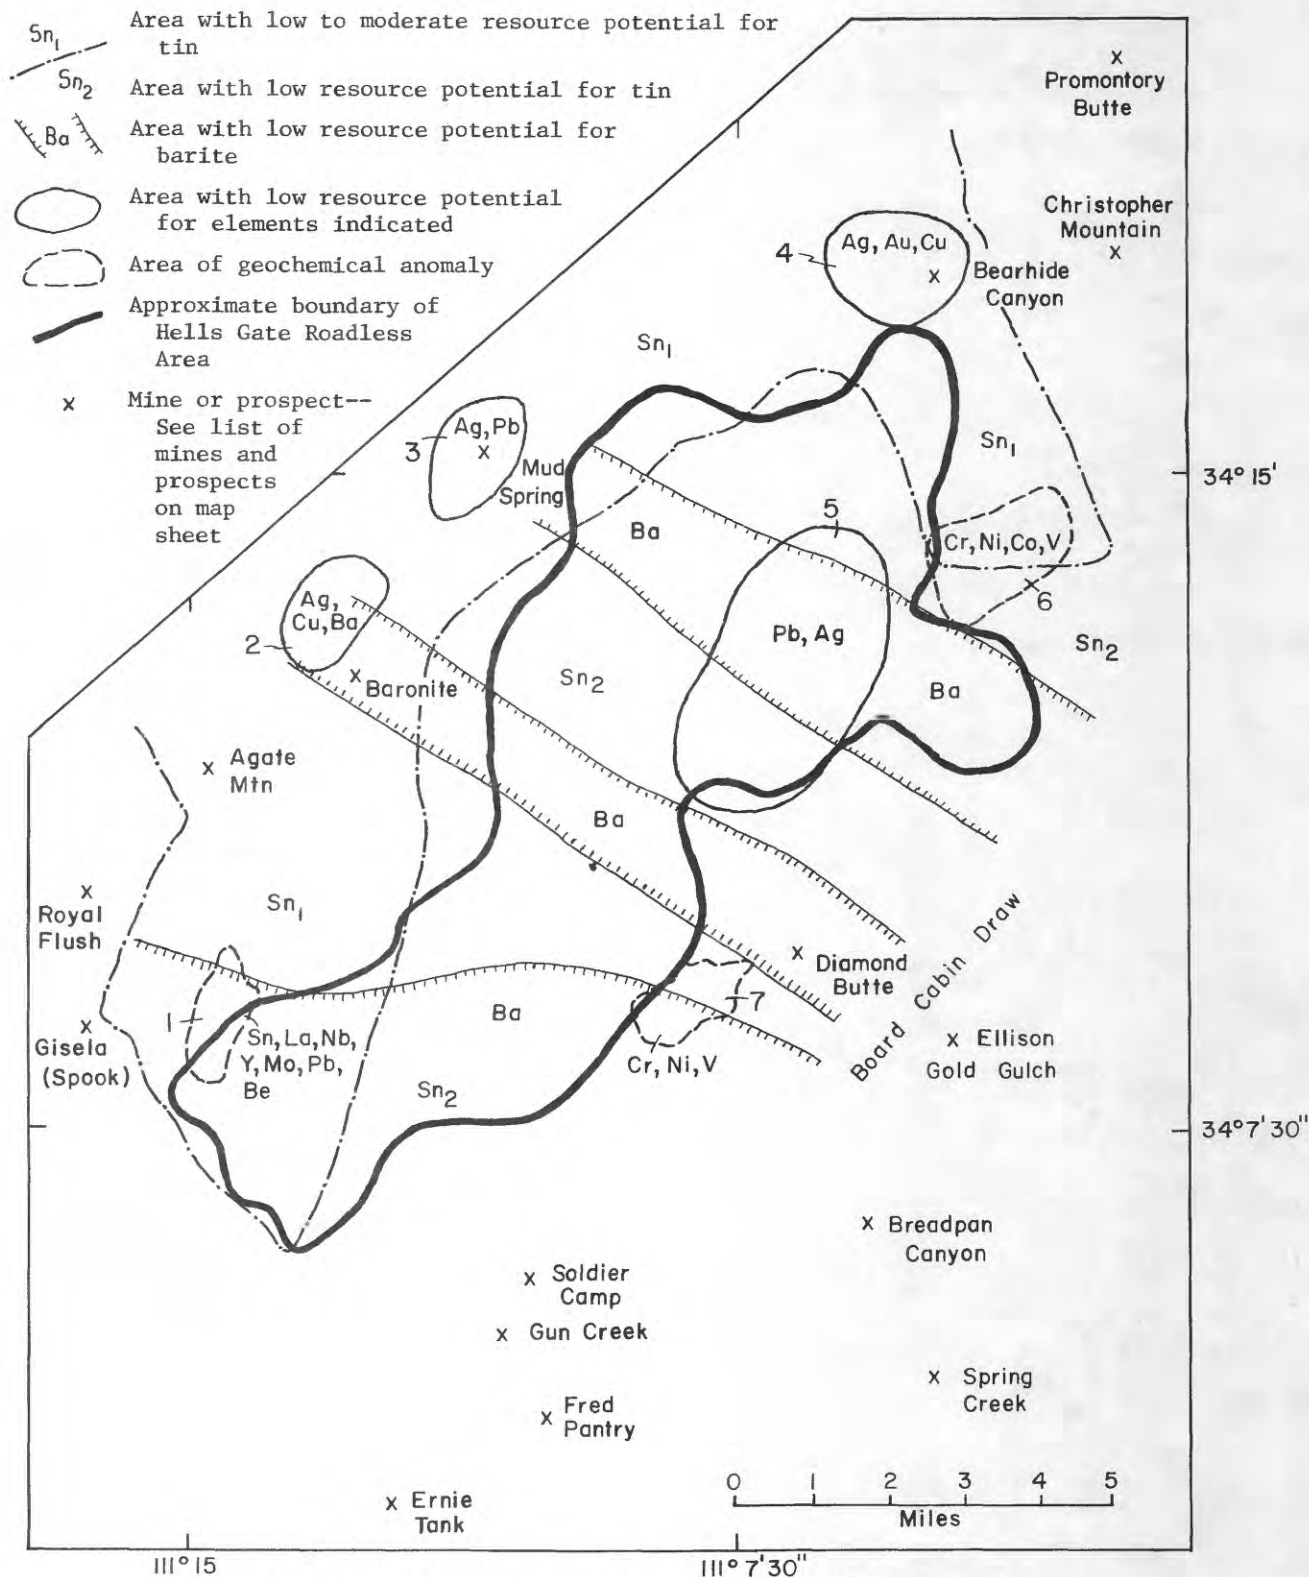 Sn1
Area with low to moderate resource potential for
tin
Sn2
Area with low resource potential for tin
Ba
Area with low resource potential for
barite
Area with low resource potential
for elements indicated
Area of geochemical anomaly
Approximate boundary of
Hells Gate Roadless
Area
x
Mine or prospect--
See list of
mines and
prospects
on map
sheet
x
Promontory
Butte
Christopher
Mountain
x
4
Ag, Au, Cu
x
Bearhide
Canyon
Sn1
3
Ag, Pb
x
Mud
Spring
Sn1
34° 15'
Ba
5
Cr, Ni, Co, V
6
Ag,
Cu, Ba
2
x
Baronite
Sn2
Pb, Ag
Ba
Sn2
x
Agate
Mtn
Ba
x
Royal
Flush
Sn1
x
Diamond
Butte
Board Cabin Draw
x
Gisela
(Spook)
1
Sn, La, Nb,
Y, Mo, Pb,
Be
Ba
7
Cr, Ni, V
x Ellison
Gold Gulch
Sn2
34° 7' 30"
x Breadpan
Canyon
x Soldier
Camp
x Gun Creek
x Spring
Creek
x Fred
Pantry
x Ernie
Tank
0 1 2 3 4 5
Miles
111° 15
111° 7' 30"